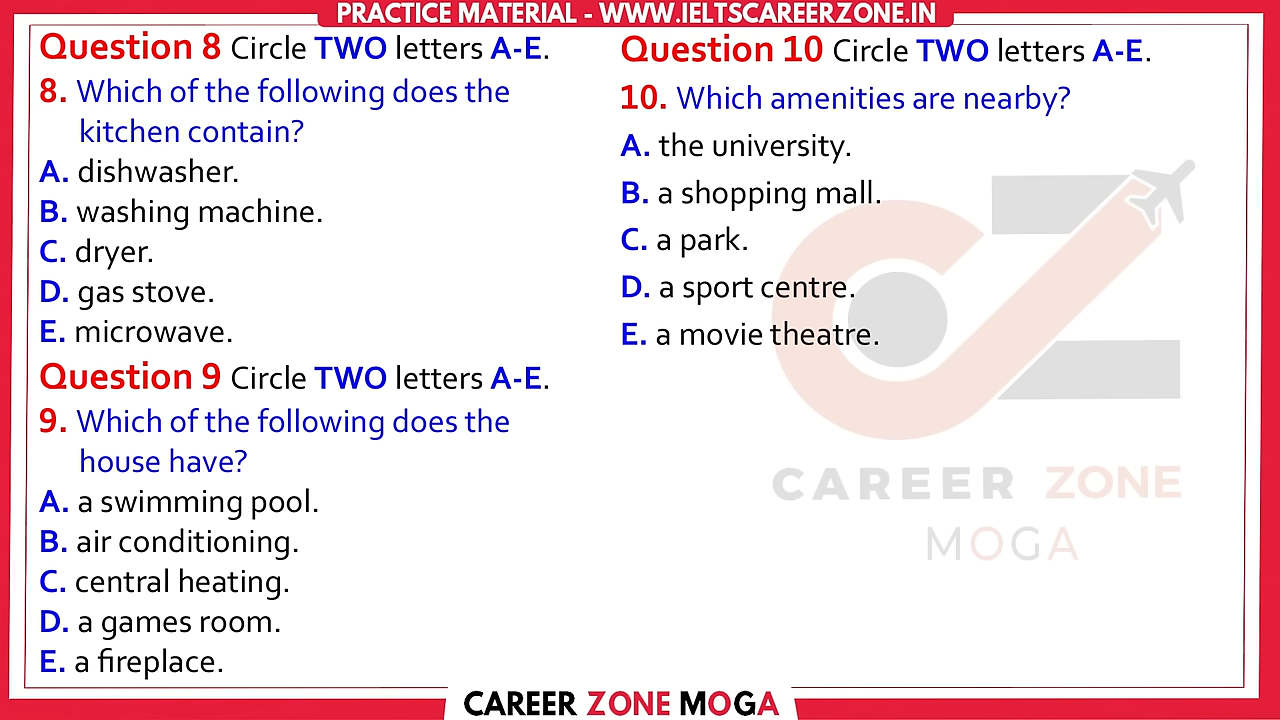 PRACTICE MATERIAL - WWW.IELTSCAREERZONE.IN
Question 8 Circle TWO letters A-E.
8. Which of the following does the
kitchen contain?
A. dishwasher.
B. washing machine.
C. dryer.
D. gas stove.
E. microwave.
Question 9 Circle TWO letters A-E.
9. Which of the following does the
house have?
A. a swimming pool.
B. air conditioning.
C. central heating.
D. a games room.
E. a fireplace.
Question 10 Circle TWO letters A-E.
10. Which amenities are nearby?
A. the university.
B. a shopping mall.
C. a park.
D. a sport centre.
E. a movie theatre.
CAREER ZONE
MOGA
CAREER ZONE MOGA